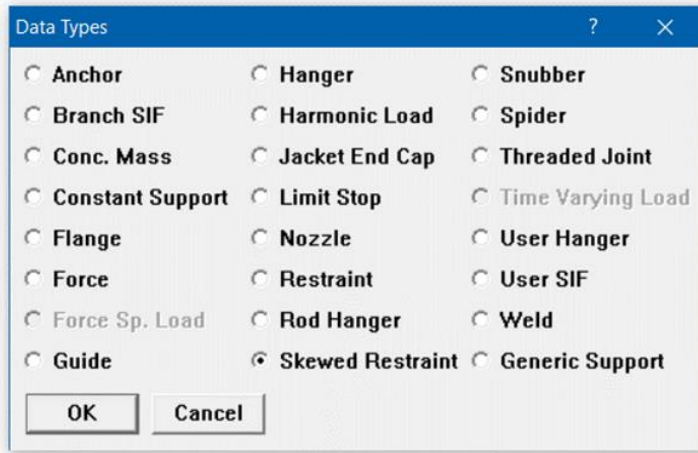 Data Types ?
Anchor Hanger Snubber
Branch SIF Harmonic Load Spider
Conc. Mass Jacket End Cap Threaded Joint
Constant Support Limit Stop Time Varying Load
Flange Nozzle User Hanger
Force Restraint User SIF
Force Sp. Load Rod Hanger Weld
Guide Skewed Restraint Generic Support
OK Cancel